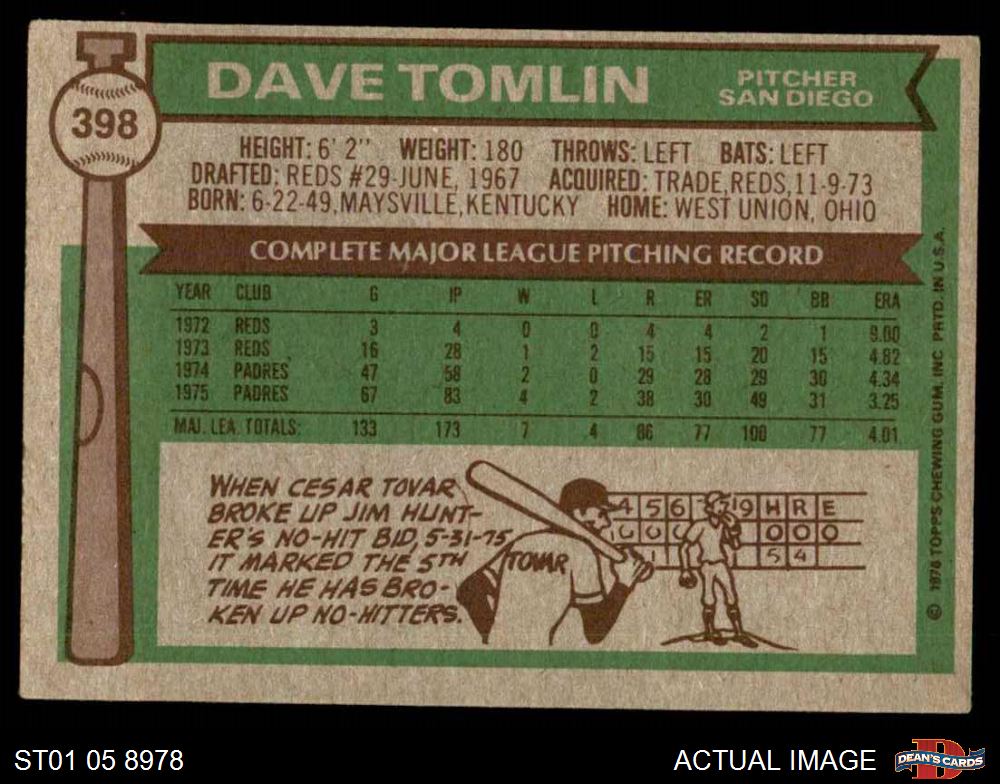 398
DAVE TOMLIN
PITCHER
SAN DIEGO
HEIGHT: 6' 2" WEIGHT: 180 THROWS: LEFT BATS: LEFT
DRAFTED: REDS #29-JUNE, 1967 ACQUIRED: TRADE, REDS, 11-9-73
BORN: 6-22-49, MAYSVILLE, KENTUCKY HOME: WEST UNION, OHIO
COMPLETE MAJOR LEAGUE PITCHING RECORD
YEAR CLUB G IP W L R ER SO BB ERA
1972 REDS 3 4 0 0 4 4 2 1 9.00
1973 REDS 16 28 1 2 15 15 20 15 4.82
1974 PADRES 47 58 2 0 29 28 29 30 4.34
1975 PADRES 67 83 4 2 38 30 49 31 3.25
MAJ. LEA. TOTALS: 133 173 7 4 86 77 100 77 4.01
WHEN CESAR TOVAR
BROKE UP JIM HUNT-
ER'S NO-HIT BID, 5-31-75
IT MARKED THE 5TH
TIME HE HAS BRO-
KEN UP NO-HITTERS.
TOVAR
4 5 6 7 9 H R E
0 0 0 0 0 0
1 5 4
© 1976 TOPPS CHEWING GUM, INC PRTD. IN U.S.A.
ST01 05 8978
ACTUAL IMAGE
DEAN'S CARDS